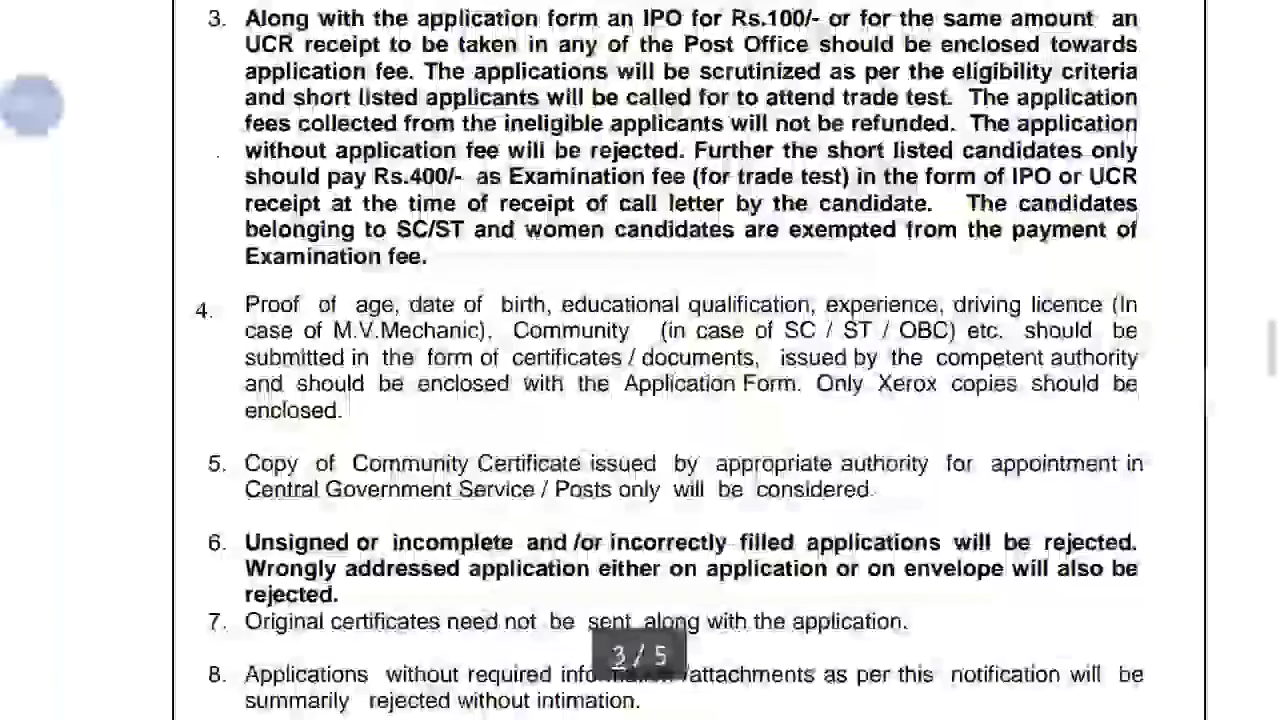 3. Along with the application form an IPO for Rs.100/- or for the same amount an
UCR receipt to be taken in any of the Post Office should be enclosed towards
application fee. The applications will be scrutinized as per the eligibility criteria
and short listed applicants will be called for to attend trade test. The application
fees collected from the ineligible applicants will not be refunded. The application
without application fee will be rejected. Further the short listed candidates only
should pay Rs.400/- as Examination fee (for trade test) in the form of IPO or UCR
receipt at the time of receipt of call letter by the candidate. The candidates
belonging to SC/ST and women candidates are exempted from the payment of
Examination fee.
4. Proof of age, date of birth, educational qualification, experience, driving licence (In
case of M.V.Mechanic), Community (in case of SC / ST / OBC) etc. should be
submitted in the form of certificates / documents, issued by the competent authority
and should be enclosed with the Application Form. Only Xerox copies should be
enclosed.
5. Copy of Community Certificate issued by appropriate authority for appointment in
Central Government Service / Posts only will be considered.
6. Unsigned or incomplete and /or incorrectly filled applications will be rejected.
Wrongly addressed application either on application or on envelope will also be
rejected.
7. Original certificates need not be sent along with the application.
3 / 5
8. Applications without required /attachments as per this notification will be
summarily rejected without intimation.